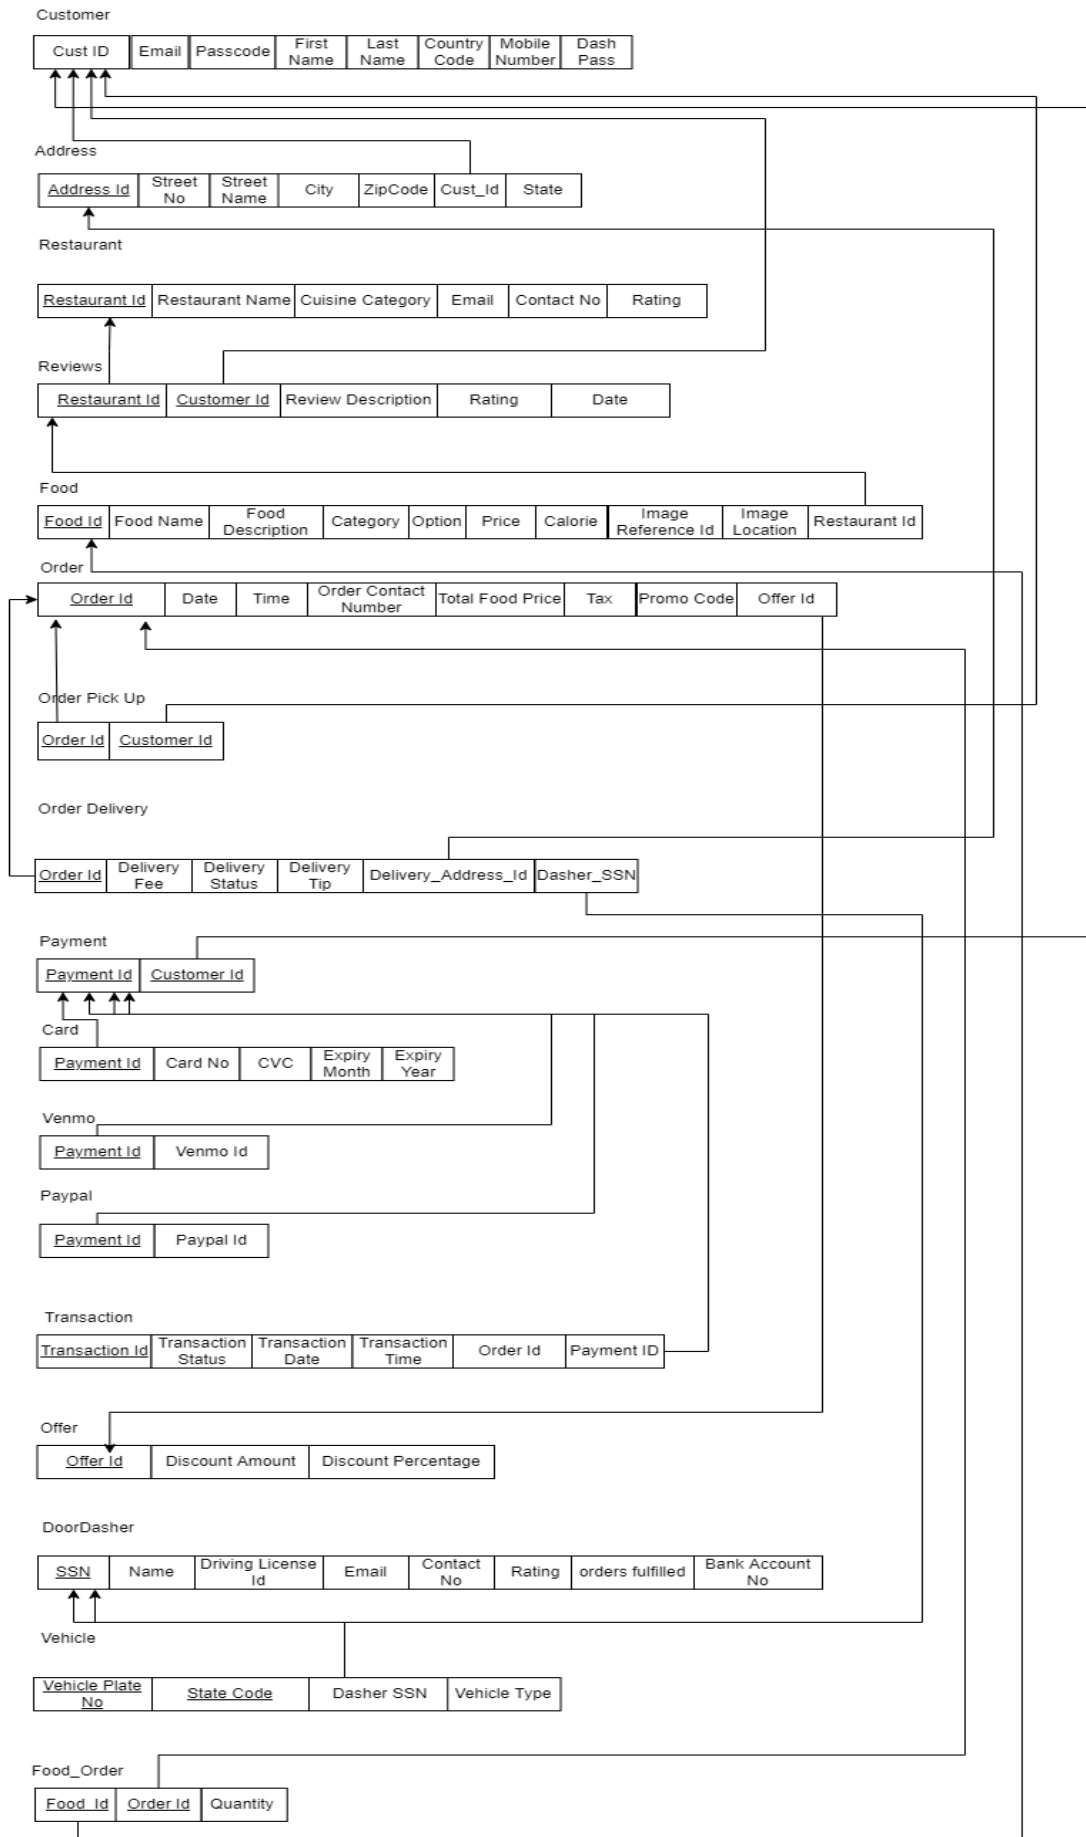 Customer
Cust ID Email Passcode First Name Last Name Country Code Mobile Number Dash Pass
Address
Address Id Street No Street Name City ZipCode Cust_Id State
Restaurant
Restaurant Id Restaurant Name Cuisine Category Email Contact No Rating
Reviews
Restaurant Id Customer Id Review Description Rating Date
Food
Food Id Food Name Food Description Category Option Price Calorie Image Reference Id Image Location Restaurant Id
Order
Order Id Date Time Order Contact Number Total Food Price Tax Promo Code Offer Id
Order Pick Up
Order Id Customer Id
Order Delivery
Order Id Delivery Fee Delivery Status Delivery Tip Delivery_Address_Id Dasher_SSN
Payment
Payment Id Customer Id
Card
Payment Id Card No CVC Expiry Month Expiry Year
Venmo
Payment Id Venmo Id
Paypal
Payment Id Paypal Id
Transaction
Transaction Id Transaction Status Transaction Date Transaction Time Order Id Payment ID
Offer
Offer Id Discount Amount Discount Percentage
DoorDasher
SSN Name Driving License Id Email Contact No Rating orders fulfilled Bank Account No
Vehicle
Vehicle Plate No State Code Dasher SSN Vehicle Type
Food_Order
Food_Id Order Id Quantity